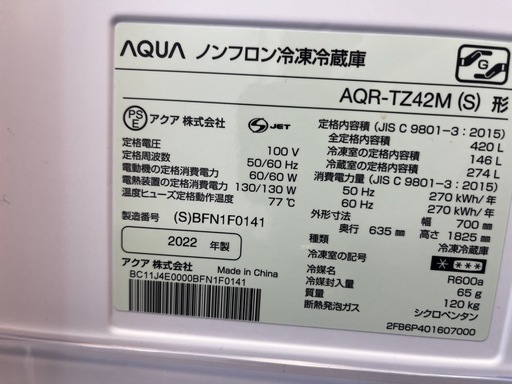 AQUA ノンフロン冷凍冷蔵庫
G
AQR-TZ42M (S) 形
PS
E
アクア 株式会社
S-JET
定格電圧 100 V
定格周波数 50/60 Hz
電動機の定格消費電力 60/60 W
電熱装置の定格消費電力 130/130 W
温度ヒューズ定格動作温度 77 ℃
製造番号 (S)BFN1F0141
2022 年製
アクア 株式会社 Made in China
BC11J4E0000BFN1F0141
定格内容積 (JIS C 9801-3 : 2015)
全定格内容積 420 L
冷凍室の定格内容積 146 L
冷蔵室の定格内容積 274 L
消費電力量 (JIS C 9801-3 : 2015)
50 Hz 270 kWh/年
60 Hz 270 kWh/年
外形寸法 幅 700 mm
奥行 635 mm 高さ 1825 mm
種類 冷凍冷蔵庫
冷凍室の記号
冷媒名 R600a
冷媒封入量 65 g
質量 120 kg
断熱発泡ガス シクロペンタン
2FB6P401607000